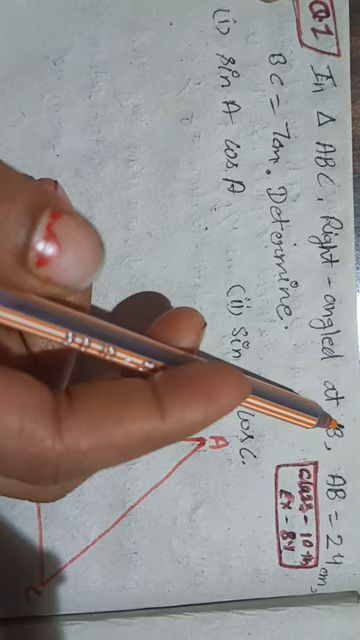 Q.1 In Δ ABC, Right-angled at B, AB = 24 cm,
BC = 7cm. Determine.
(i) sin A cos A (ii) sin cos C.
Class - 10th
EX - 8.1
A
C